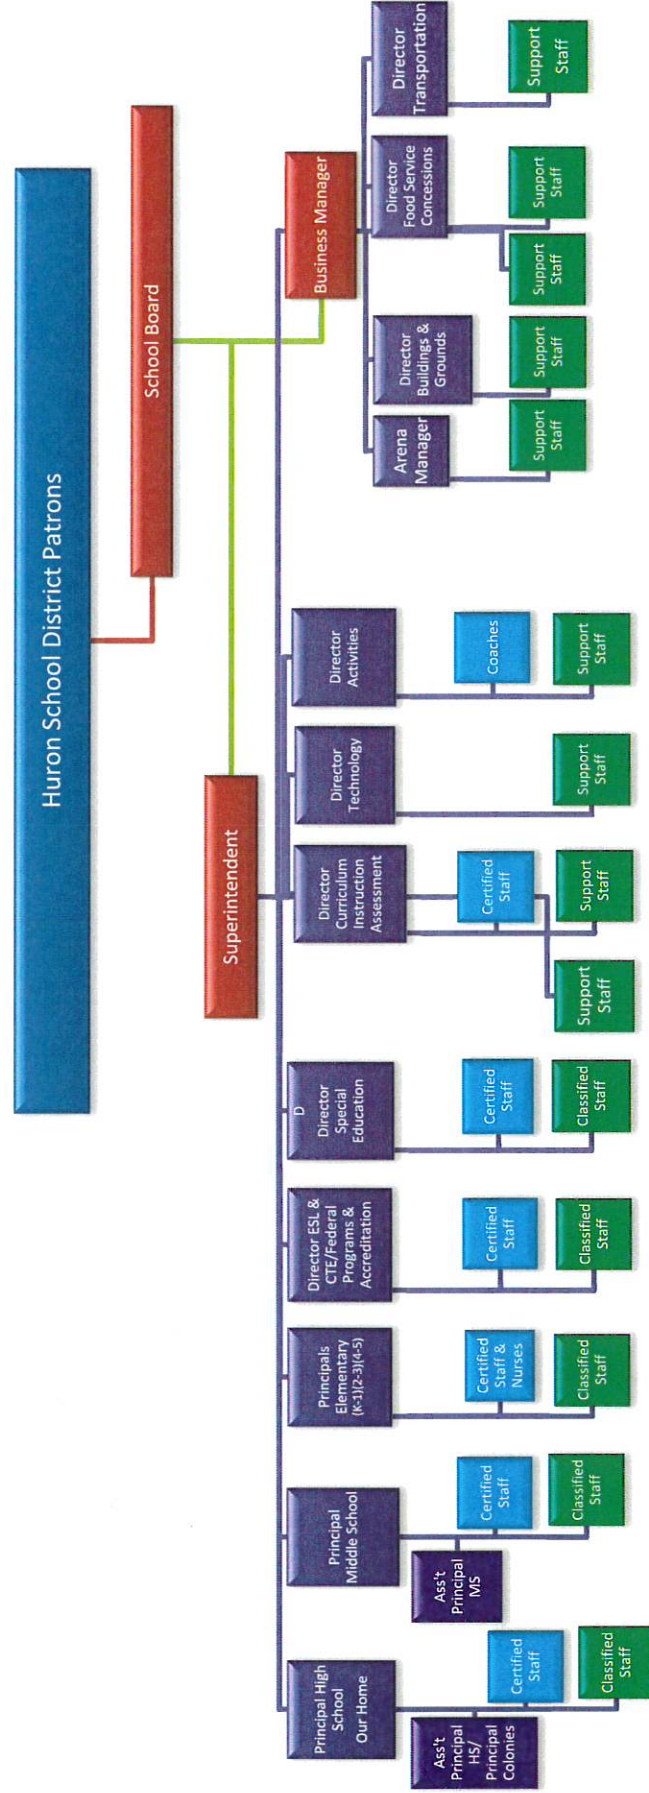 Huron School District Patrons
School Board
Superintendent
Business Manager
Principal High
School
Our Home
Principal
Middle School
Principals
Elementary
(K-1)(2-3)(4-5)
Director ESL &
CTE/Federal
Programs &
Accreditation
D
Director
Special
Education
Director
Curriculum
Instruction
Assessment
Director
Technology
Director
Activities
Arena
Manager
Director
Buildings &
Grounds
Director
Food Service
Concessions
Director
Transportation
Ass't
Principal
HS/
Principal
Colonies
Certified
Staff
Classified
Staff
Ass't
Principal
MS
Certified
Staff
Classified
Staff
Certified
Staff &
Nurses
Classified
Staff
Certified
Staff
Classified
Staff
Certified
Staff
Classified
Staff
Certified
Staff
Support
Staff
Support
Staff
Support
Staff
Coaches
Support
Staff
Support
Staff
Support
Staff
Support
Staff
Support
Staff
Support
Staff